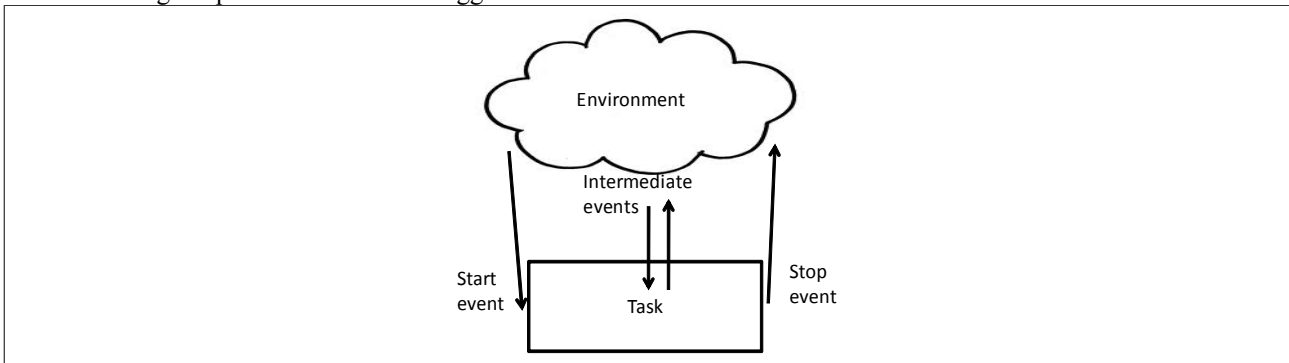 Environment
Intermediate
events
Start
event
Task
Stop
event